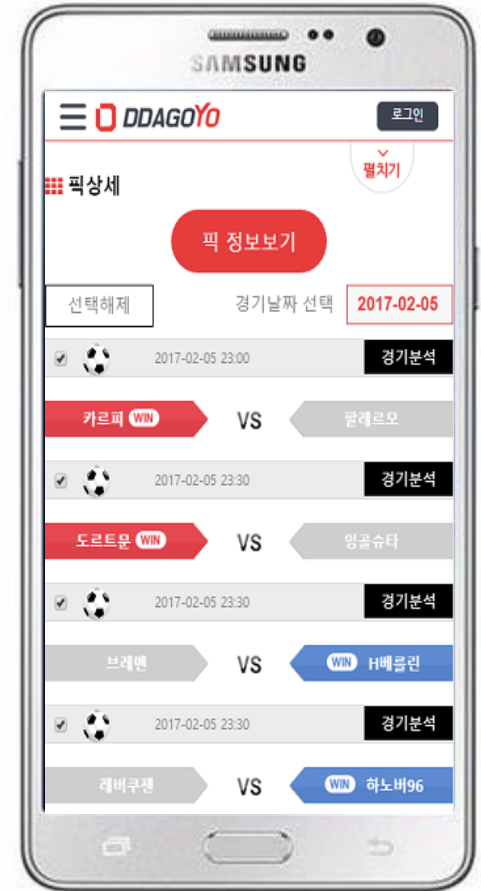 SAMSUNG
DDAGOYO
로그인
펼치기
픽상세
픽 정보보기
선택해제 경기날짜 선택 2017-02-05
2017-02-05 23:00 경기분석
카르피 WIN VS 팔레르모
2017-02-05 23:30 경기분석
도르트문 WIN VS 잉골슈타
2017-02-05 23:30 경기분석
브레멘 VS WIN H베를린
2017-02-05 23:30 경기분석
레버쿠젠 VS WIN 하노버96